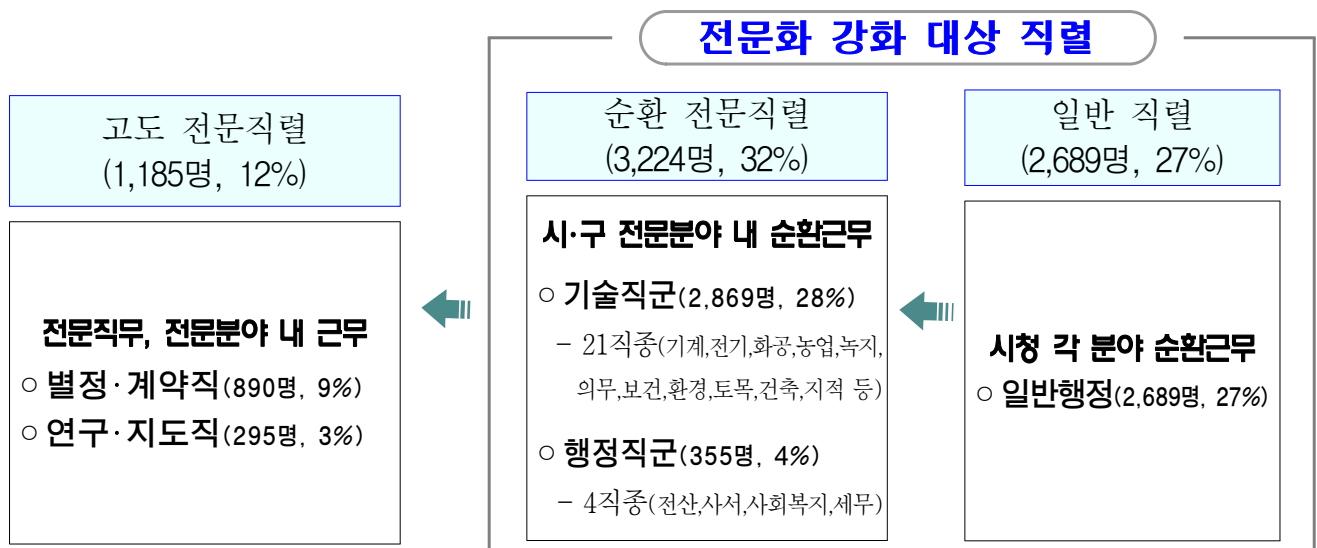 전문화 강화 대상 직렬
고도 전문직렬
(1,185명, 12%)
전문직무, 전문분야 내 근무
○ 별정·계약직(890명, 9%)
○ 연구·지도직(295명, 3%)
순환 전문직렬
(3,224명, 32%)
시·구 전문분야 내 순환근무
○ 기술직군(2,869명, 28%)
- 21직종(기계,전기,화공,농업,녹지,
의무,보건,환경,토목,건축,지적 등)
○ 행정직군(355명, 4%)
- 4직종(전산,사서,사회복지,세무)
일반 직렬
(2,689명, 27%)
시청 각 분야 순환근무
○ 일반행정(2,689명, 27%)